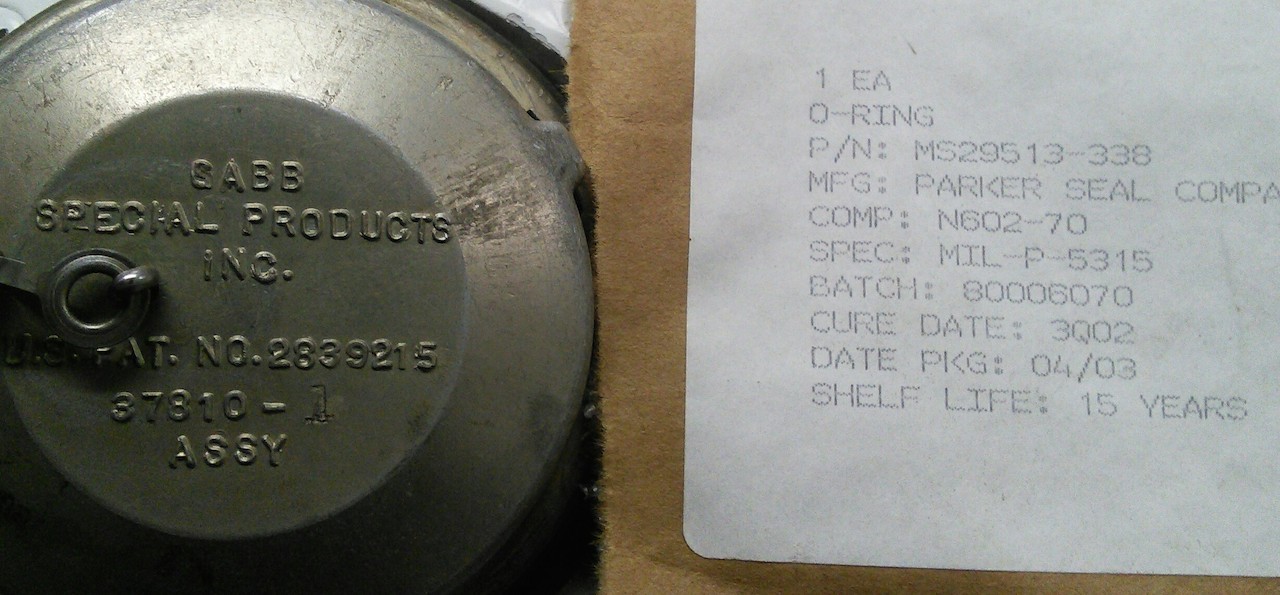 GABB
SPECIAL PRODUCTS
INC.
U.S. PAT. NO. 2839215
37810-1
ASSY
1 EA
O-RING
P/N: MS29513-338
MFG: PARKER SEAL COMPA
COMP: N602-70
SPEC: MIL-P-5315
BATCH: 80006070
CURE DATE: 3Q02
DATE PKG: 04/03
SHELF LIFE: 15 YEARS